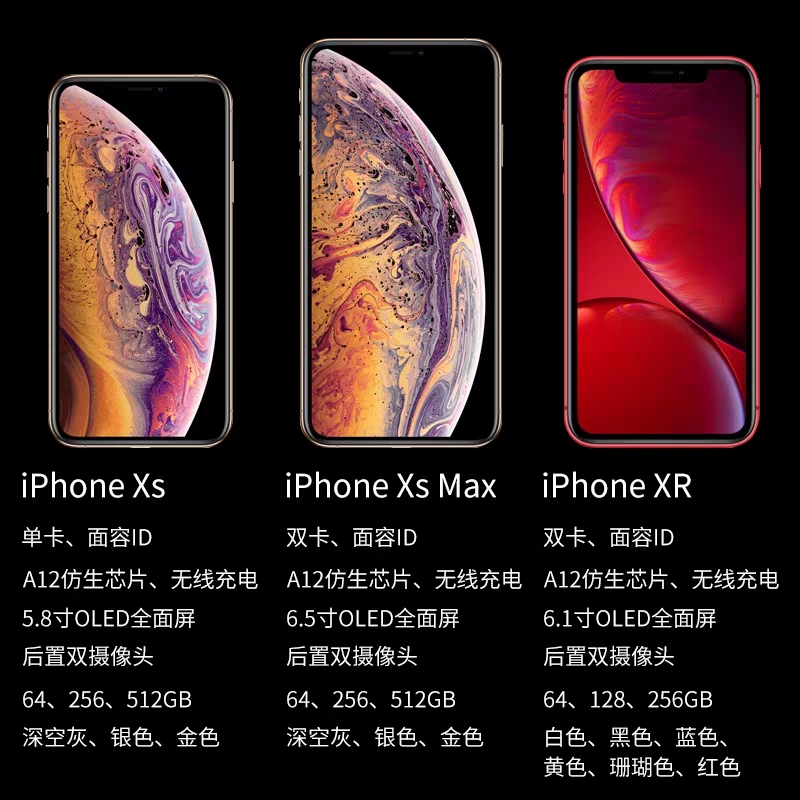 iPhone Xs
单卡、面容ID
A12仿生芯片、无线充电
5.8寸OLED全面屏
后置双摄像头
64、256、512GB
深空灰、银色、金色
iPhone Xs Max
双卡、面容ID
A12仿生芯片、无线充电
6.5寸OLED全面屏
后置双摄像头
64、256、512GB
深空灰、银色、金色
iPhone XR
双卡、面容ID
A12仿生芯片、无线充电
6.1寸OLED全面屏
后置双摄像头
64、128、256GB
白色、黑色、蓝色、
黄色、珊瑚色、红色